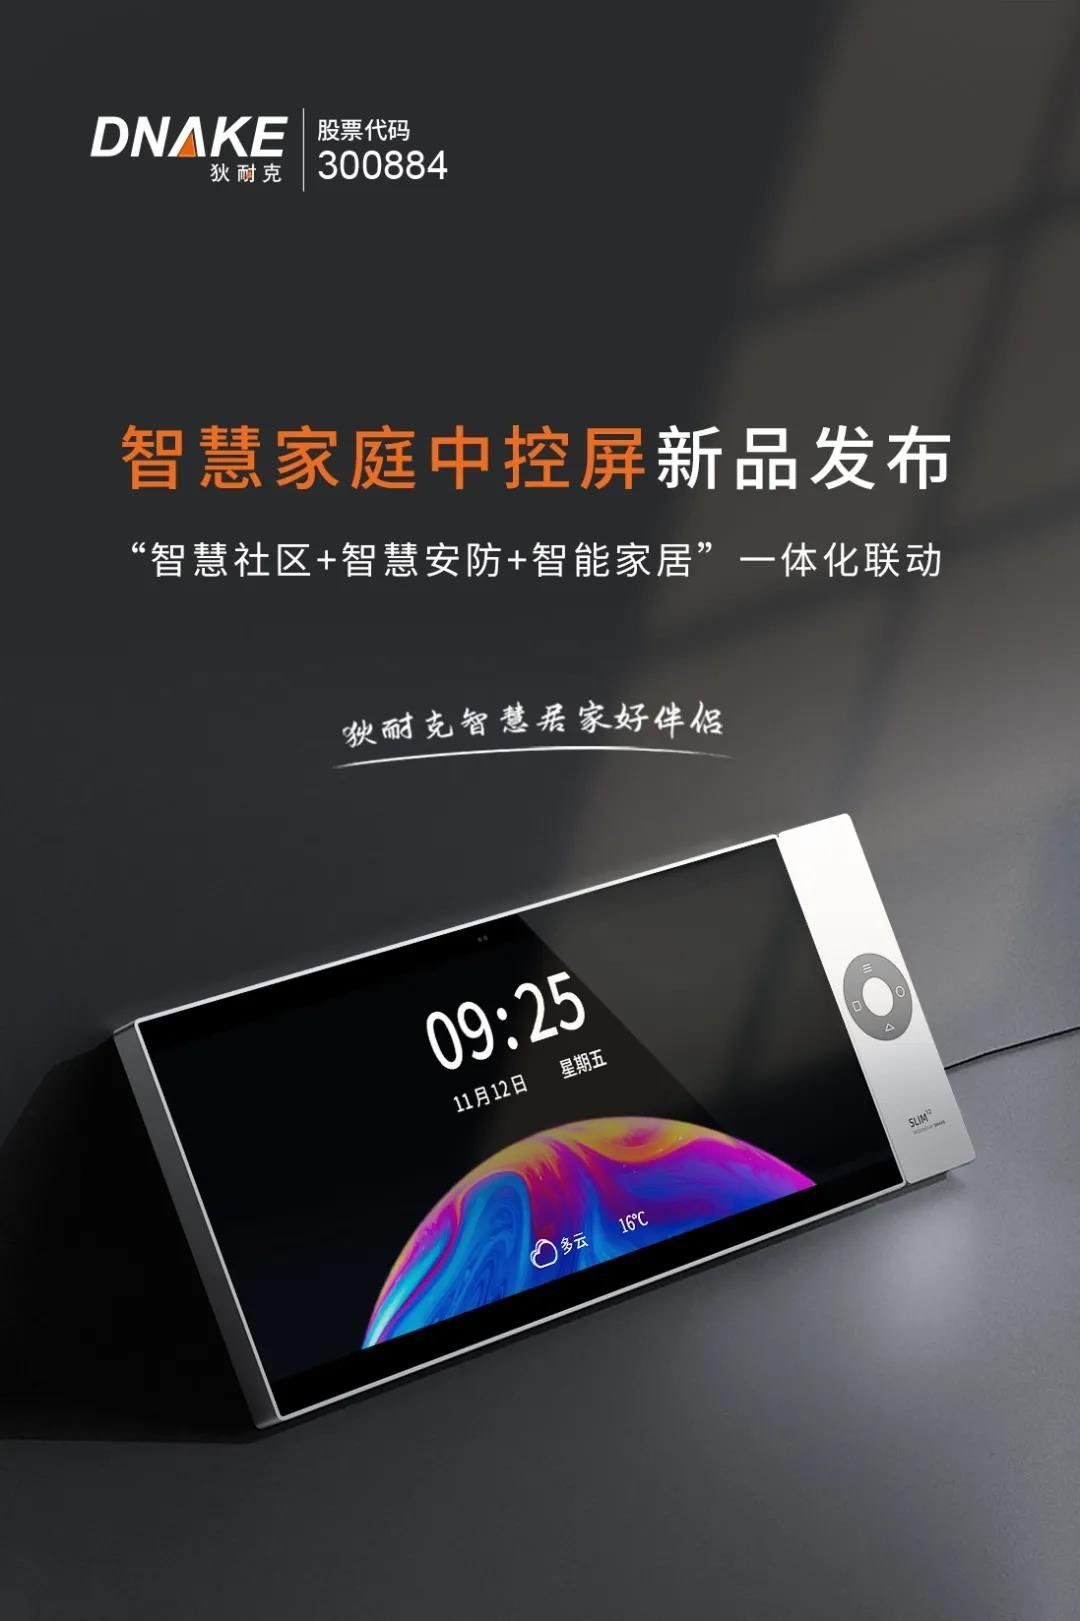 DNAKE
狄耐克
股票代码
300884
智慧家庭中控屏新品发布
“智慧社区+智慧安防+智能家居”一体化联动
狄耐克智慧居家好伴侣
09:25
11月12日 星期五
多云 16℃
SLIM